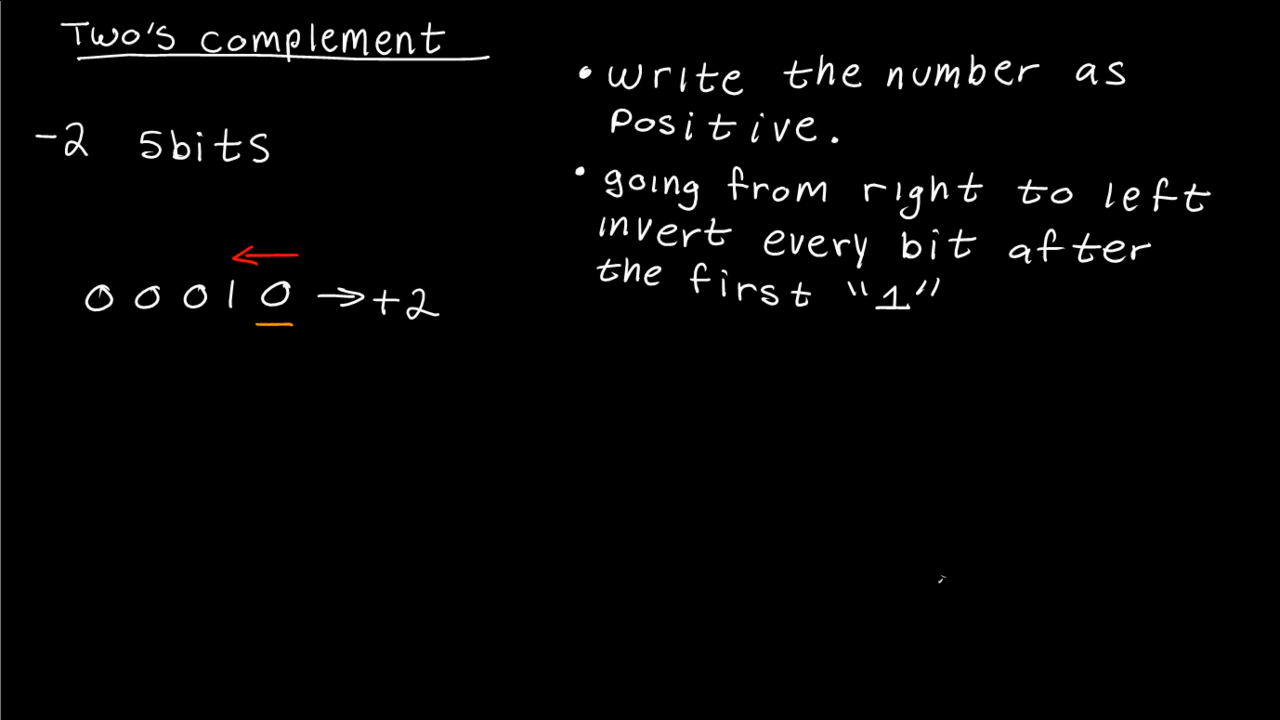 Two's complement
-2 5bits
0 0 0 1 0 → +2
• write the number as
Positive.
• going from right to left
invert every bit after
the first "1"